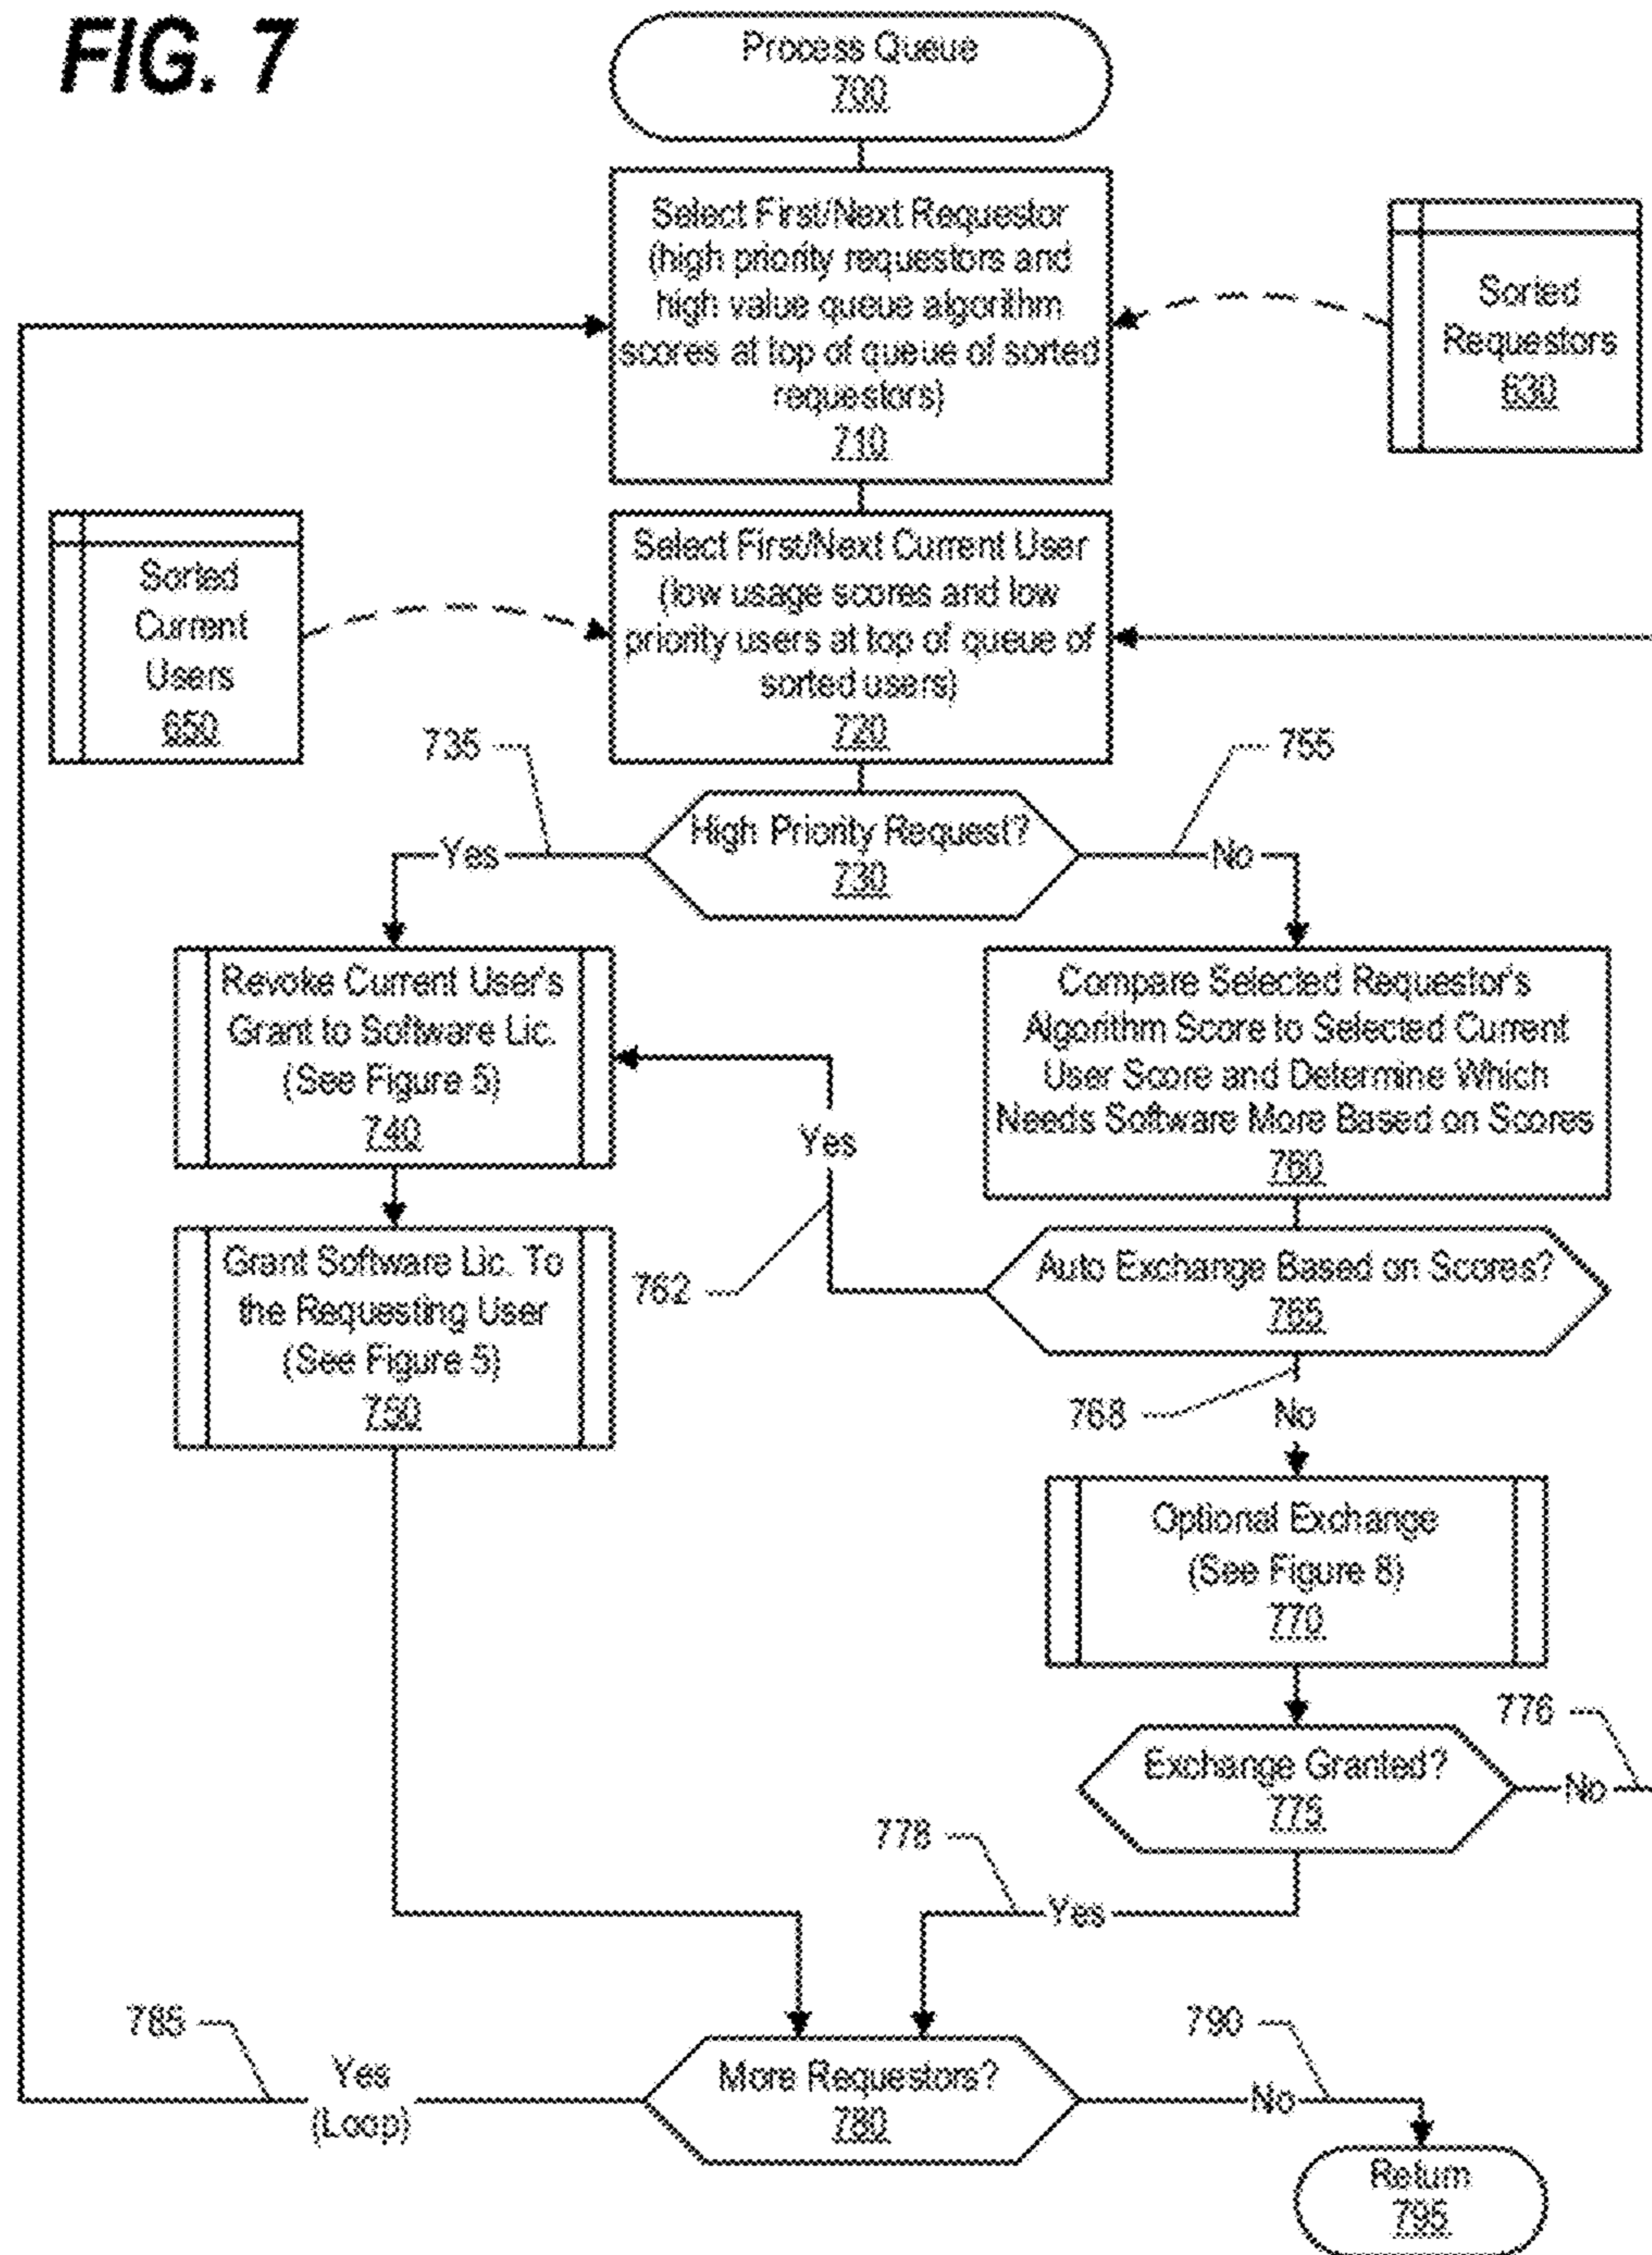 FIG. 7
Process Queue
700
Select First/Next Requestor
(high priority requestors and
high value queue algorithm
scores at top of queue of sorted
requestors)
710
Sorted
Requestors
630
Sorted
Current
Users
650
Select First/Next Current User
(low usage scores and low
priority users at top of queue of
sorted users)
720
735
755
High Priority Request?
730
Yes
No
Revoke Current User's
Grant to Software Lic.
(See Figure 5)
740
Compare Selected Requestor's
Algorithm Score to Selected Current
User Score and Determine Which
Needs Software More Based on Scores
760
Yes
762
Grant Software Lic. To
the Requesting User
(See Figure 5)
750
Auto Exchange Based on Scores?
765
768
No
Optional Exchange
(See Figure 8)
770
776
Exchange Granted?
775
No
778
Yes
785
790
Yes
(Loop)
More Requestors?
780
No
Return
795